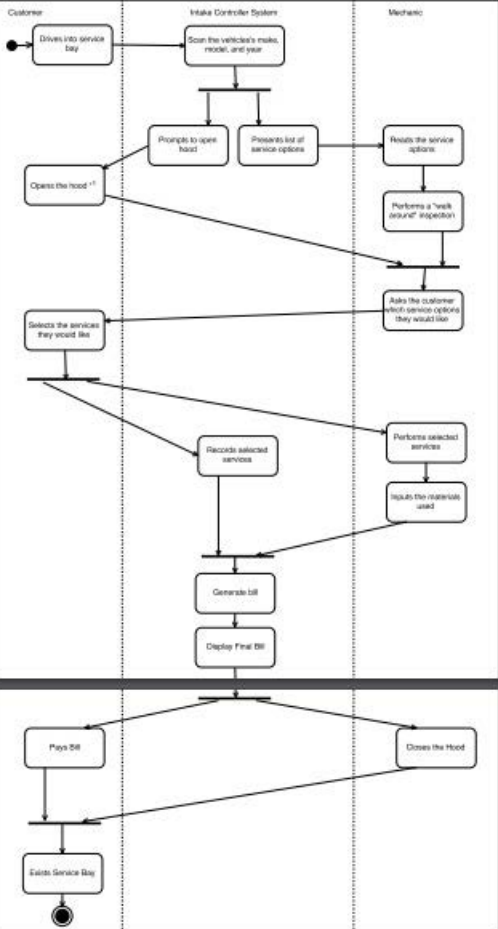 Customer
Intake Controller System
Mechanic
Drives into service
bay
Scan the vehicles's make,
model, and year
Prompts to open
hood
Presents list of
service options
Reads the service
options
Opens the hood
Performs a "walk
around" inspection
Asks the customer
which service options
they would like
Selects the services
they would like
Performs selected
services
Records selected
services
Inputs the materials
used
Generate bill
Display Final Bill
Pays Bill
Closes the Hood
Exists Service Bay